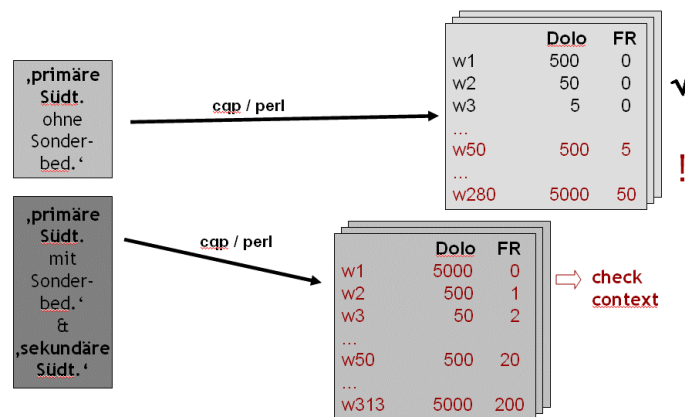 ‚primäre
Südt.
ohne
Sonder-
bed.‘
cqp / perl
Dolo FR
w1 500 0
w2 50 0
w3 5 0
...
w50 500 5
...
w280 5000 50
√
!
‚primäre
Südt.
mit
Sonder-
bed.‘
&
‚sekundäre
Südt.‘
cqp / perl
Dolo FR
w1 5000 0
w2 500 1
w3 50 2
...
w50 500 20
...
w313 5000 200
check
context